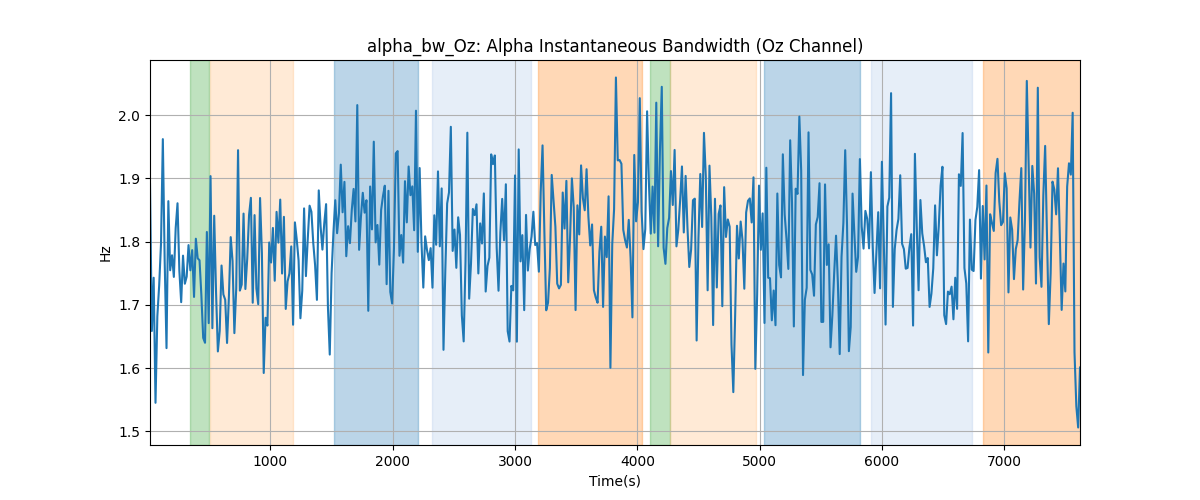 alpha_bw_Oz: Alpha Instantaneous Bandwidth (Oz Channel)
Hz
2.0
1.9
1.8
1.7
1.6
1.5
1000 2000 3000 4000 5000 6000 7000
Time(s)